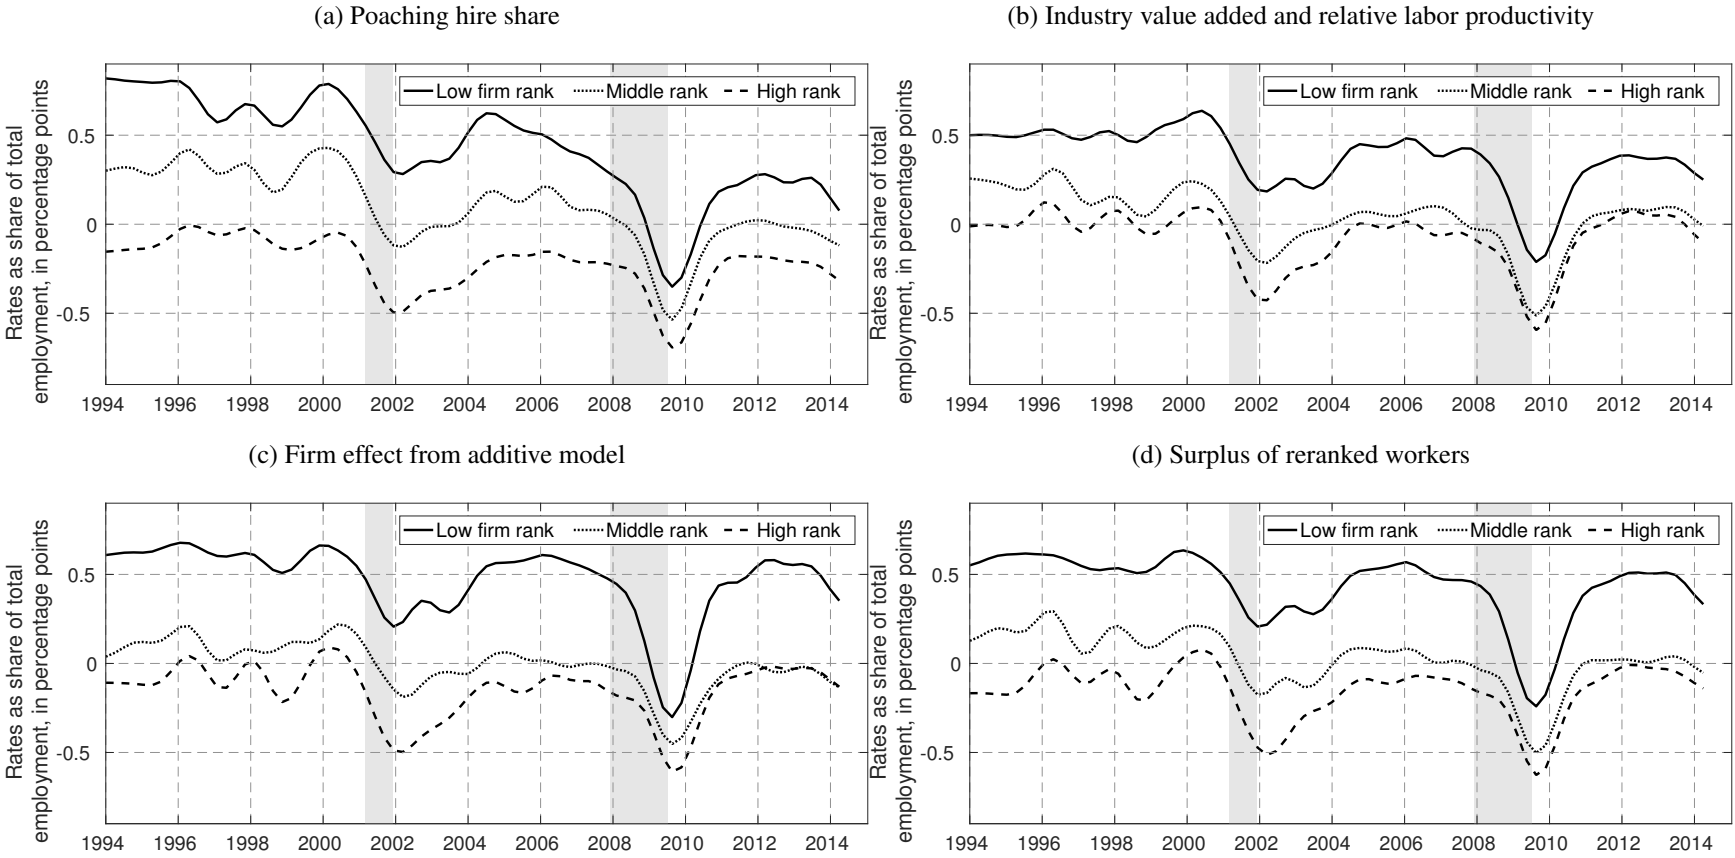 (a) Poaching hire share
Rates as share of total
employment, in percentage points
Low firm rank Middle rank High rank
0.5
0
-0.5
1994 1996 1998 2000 2002 2004 2006 2008 2010 2012 2014
(b) Industry value added and relative labor productivity
Rates as share of total
employment, in percentage points
Low firm rank Middle rank High rank
0.5
0
-0.5
1994 1996 1998 2000 2002 2004 2006 2008 2010 2012 2014
(c) Firm effect from additive model
Rates as share of total
employment, in percentage points
Low firm rank Middle rank High rank
0.5
0
-0.5
1994 1996 1998 2000 2002 2004 2006 2008 2010 2012 2014
(d) Surplus of reranked workers
Rates as share of total
employment, in percentage points
Low firm rank Middle rank High rank
0.5
0
-0.5
1994 1996 1998 2000 2002 2004 2006 2008 2010 2012 2014